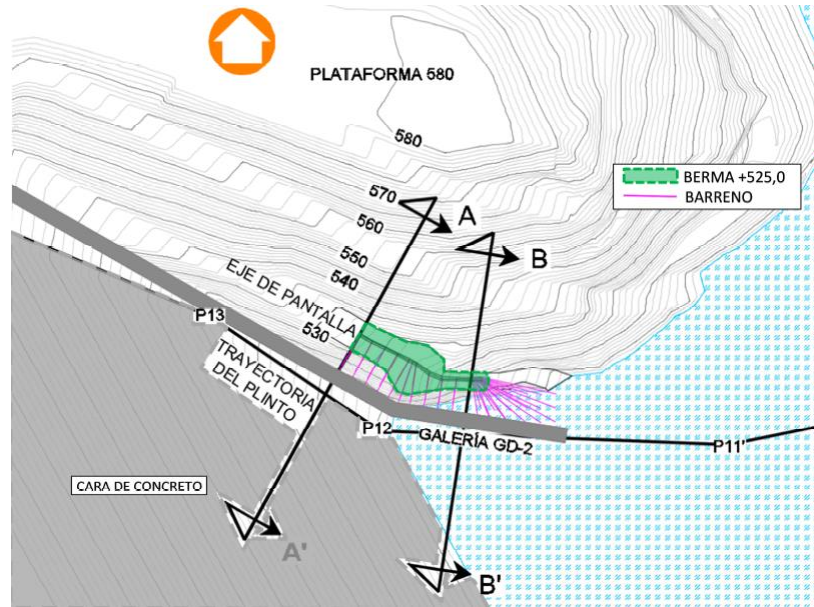 PLATAFORMA 580
580
BERMA +525,0
BARRENO
570
A
560
B
550
540
EJE DE PANTALLA
530
P13
TRAYECTORIA
DEL PLINTO
P12
GALERÍA GD-2
P11'
CARA DE CONCRETO
A'
B'